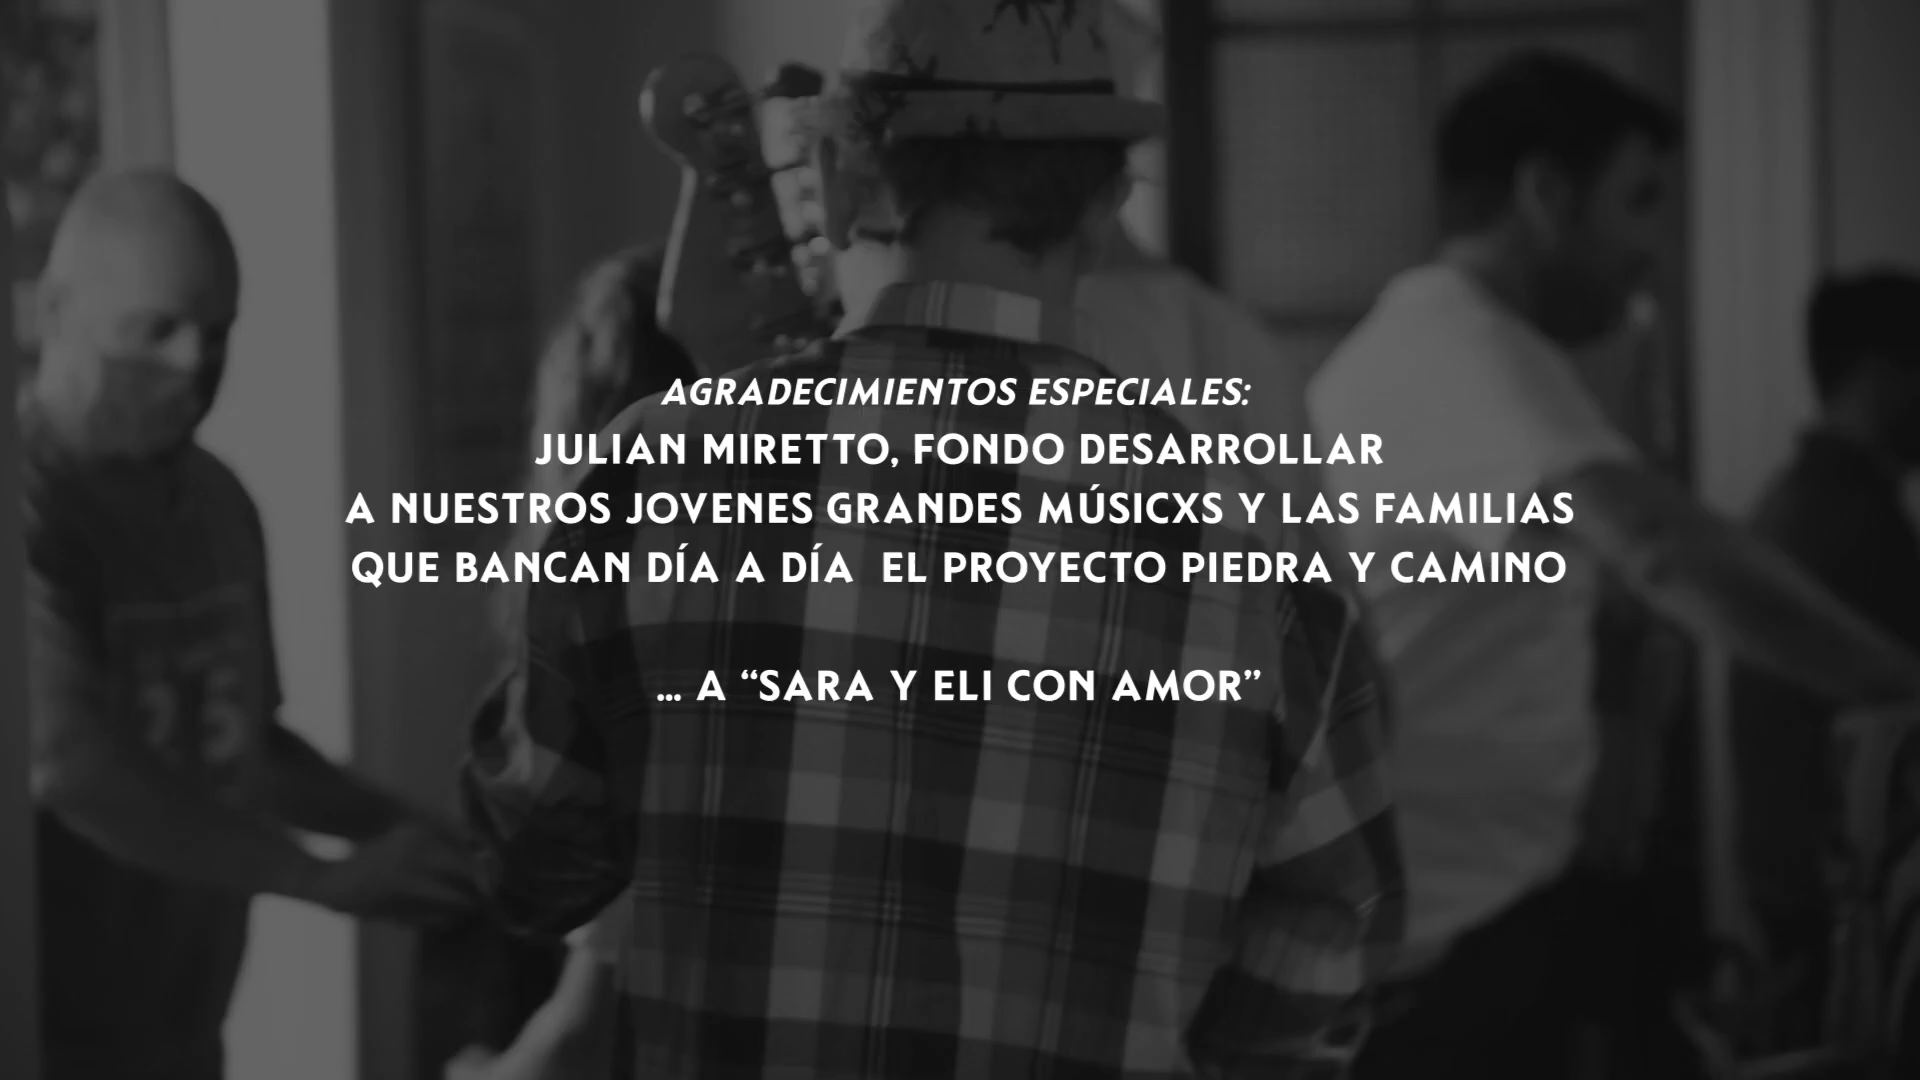 AGRADECIMIENTOS ESPECIALES:
JULIAN MIRETTO, FONDO DESARROLLAR
A NUESTROS JOVENES GRANDES MÚSICXS Y LAS FAMILIAS
QUE BANCAN DÍA A DÍA  EL PROYECTO PIEDRA Y CAMINO
... A “SARA Y ELI CON AMOR”